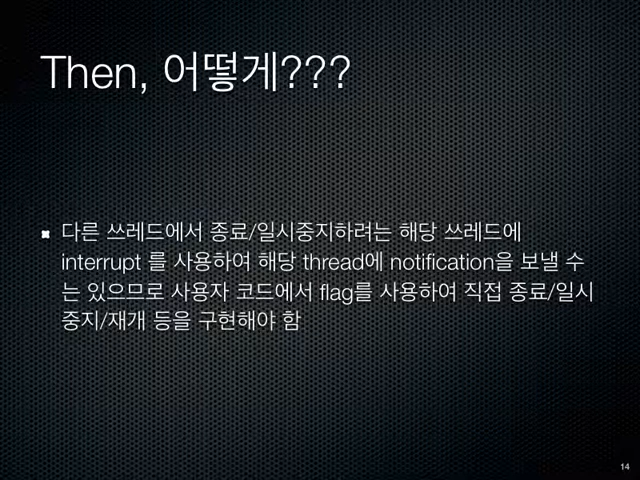 Then, 어떻게???
다른 쓰레드에서 종료/일시중지하려는 해당 쓰레드에
interrupt 를 사용하여 해당 thread에 notification을 보낼 수
는 있으므로 사용자 코드에서 flag를 사용하여 직접 종료/일시
중지/재개 등을 구현해야 함
14